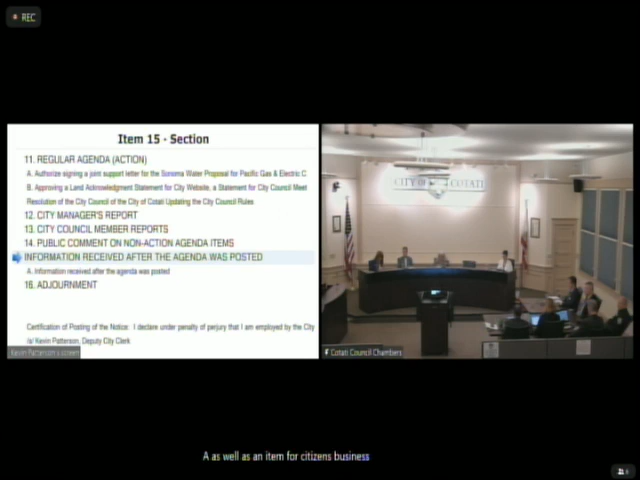 REC
Item 15 - Section
11. REGULAR AGENDA (ACTION)
A. Authorize signing a joint support letter for the Sonoma Water Proposal for Pacific Gas & Electric C
B. Approving a Land Acknowledgment Statement for City Website, a Statement for City Council Meet
Resolution of the City Council of the City of Cotati Updating the City Council Rules
12. CITY MANAGER'S REPORT
13. CITY COUNCIL MEMBER REPORTS
14. PUBLIC COMMENT ON NON-ACTION AGENDA ITEMS
INFORMATION RECEIVED AFTER THE AGENDA WAS POSTED
A. Information received after the agenda was posted
16. ADJOURNMENT
Certification of Posting of the Notice: I declare under penalty of perjury that I am employed by the City
/s/ Kevin Patterson, Deputy City Clerk
Kevin Patterson's screen
CITY OF COTATI
Cotati Council Chambers
A as well as an item for citizens business